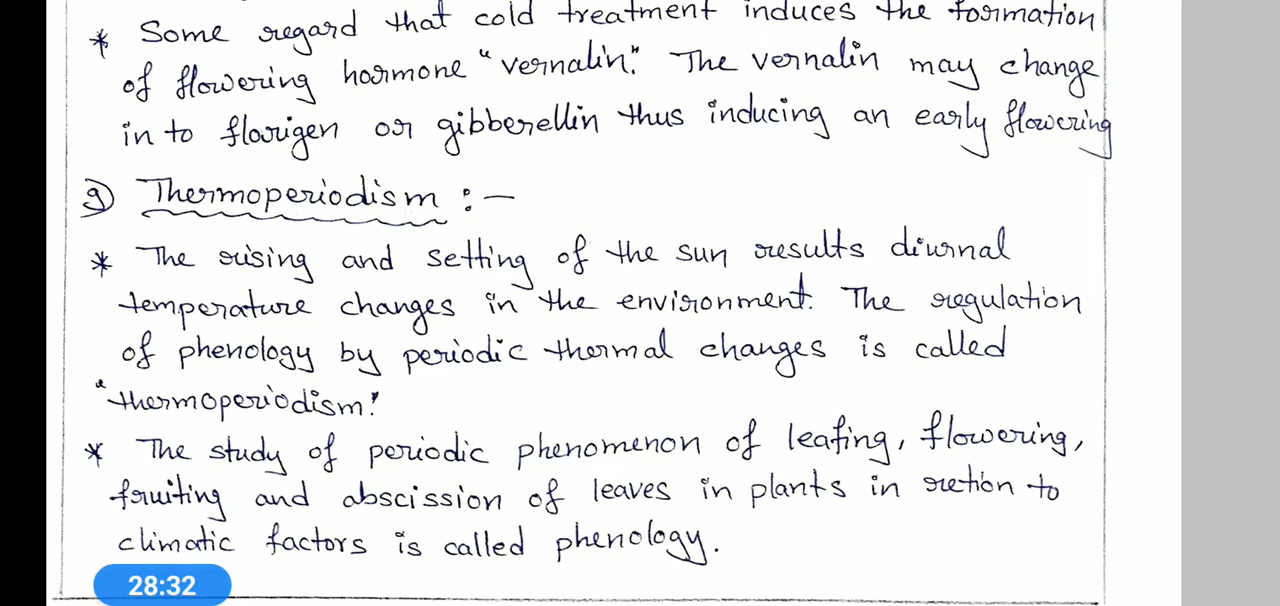 * Some regard that cold treatment induces the formation
of flowering hormone "vernalin". The vernalin may change
in to florigen or gibberellin thus inducing an early flowering
g) Thermoperiodism :-
* The rising and setting of the sun results diurnal
temperature changes in the environment. The regulation
of phenology by periodic thermal changes is called
"thermoperiodism".
* The study of periodic phenomenon of leafing, flowering,
fruiting and abscission of leaves in plants in retion to
climatic factors is called phenology.
28:32